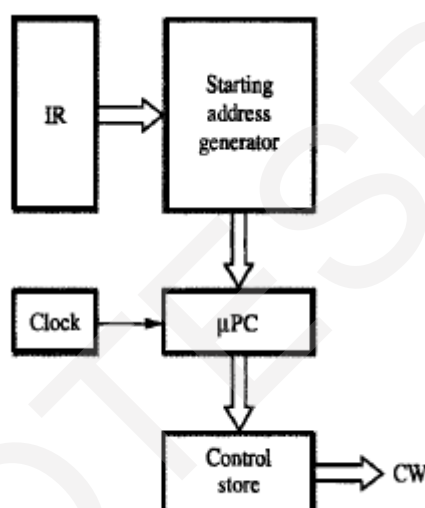 IR
Starting
address
generator
Clock
μPC
Control
store
CW